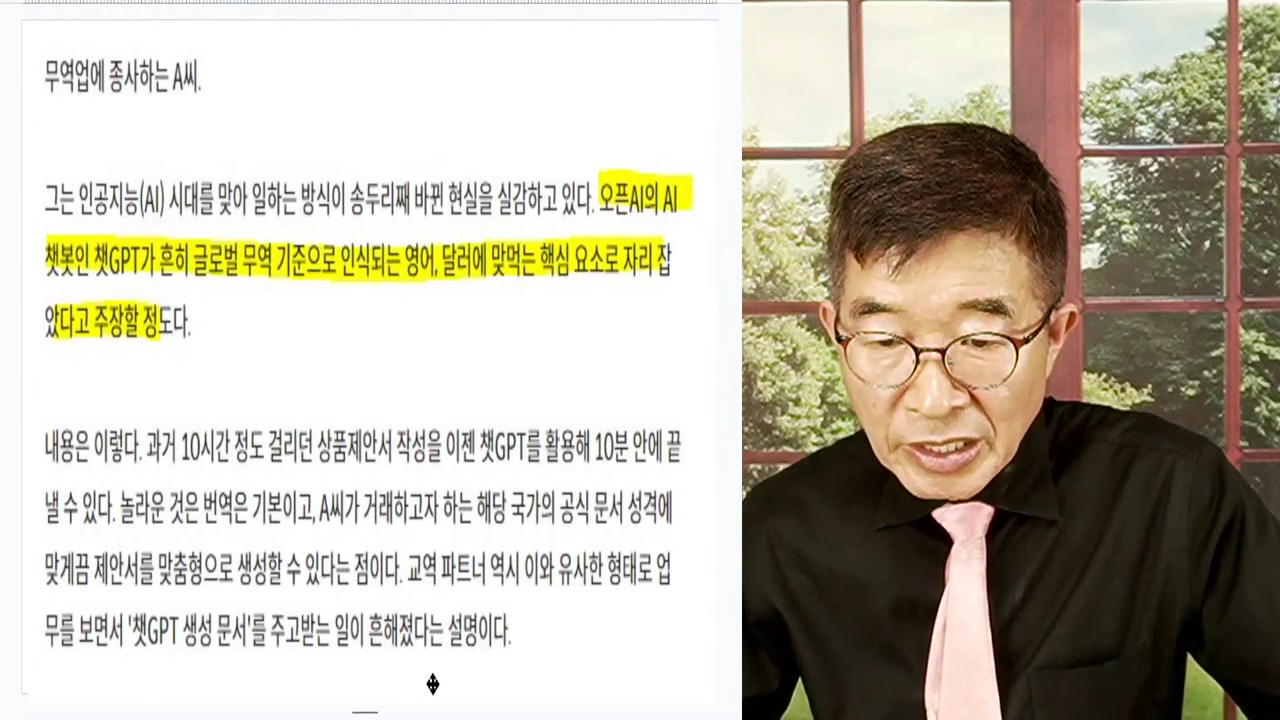 무역업에 종사하는 A씨.
그는 인공지능(AI) 시대를 맞아 일하는 방식이 송두리째 바뀐 현실을 실감하고 있다. 오픈AI의 AI
챗봇인 챗GPT가 흔히 글로벌 무역 기준으로 인식되는 영어, 달러에 맞먹는 핵심 요소로 자리 잡
았다고 주장할 정도다.
내용은 이렇다. 과거 10시간 정도 걸리던 상품제안서 작성을 이젠 챗GPT를 활용해 10분 안에 끝
낼 수 있다. 놀라운 것은 번역은 기본이고, A씨가 거래하고자 하는 해당 국가의 공식 문서 성격에
맞게끔 제안서를 맞춤형으로 생성할 수 있다는 점이다. 교역 파트너 역시 이와 유사한 형태로 업
무를 보면서 '챗GPT 생성 문서'를 주고받는 일이 흔해졌다는 설명이다.